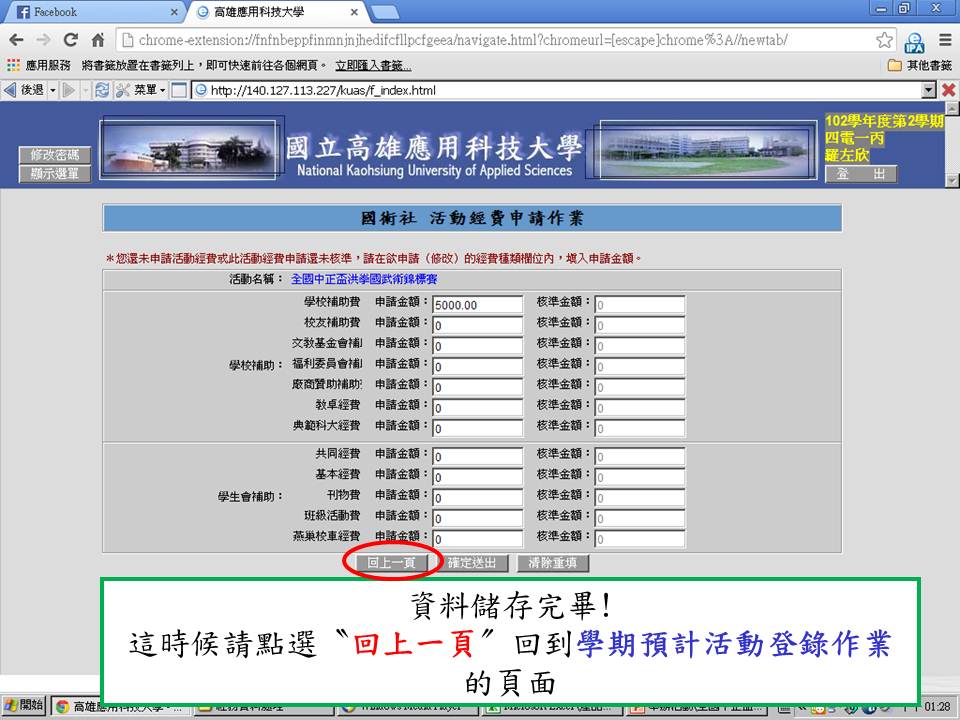 Facebook × 高雄應用科技大學 ×
chrome-extension://fnfnbeppfinmnjnjhedifcfllpcfgeea/navigate.html?chromeurl=[escape]chrome%3A//newtab/
應用服務 將書籤放置在書籤列上，即可快速前往各個網頁。 立即匯入書籤... 其他書籤
後退 菜單 http://140.127.113.227/kuas/f_index.html
修改密碼
顯示選單
國立高雄應用科技大學
National Kaohsiung University of Applied Sciences
102學年度第2學期
四電一丙
羅左欣
登 出
國術社 活動經費申請作業
*您還未申請活動經費或此活動經費申請還未核準，請在欲申請（修改）的經費種類欄位內，填入申請金額。
活動名稱： 全國中正盃洪拳國武術錦標賽
學校補助費 申請金額： 5000.00 核準金額： 0
校友補助費 申請金額： 0 核準金額： 0
文教基金會補 申請金額： 0 核準金額： 0
學校補助： 福利委員會補 申請金額： 0 核準金額： 0
廠商贊助補助 申請金額： 0 核準金額： 0
教卓經費 申請金額： 0 核準金額： 0
典範科大經費 申請金額： 0 核準金額： 0
共同經費 申請金額： 0 核準金額： 0
基本經費 申請金額： 0 核準金額： 0
學生會補助： 刊物費 申請金額： 0 核準金額： 0
班級活動費 申請金額： 0 核準金額： 0
燕巢校車經費 申請金額： 0 核準金額： 0
回上一頁 確定送出 清除重填
資料儲存完畢!
這時候請點選〝回上一頁〞回到學期預計活動登錄作業
的頁面
開始 01:28